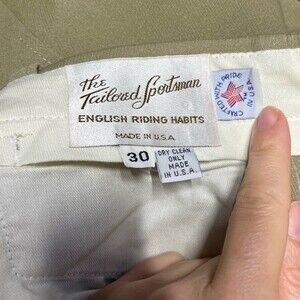 The
Tailored Sportsman
ENGLISH RIDING HABITS
MADE IN U.S.A.
CRAFTED WITH PRIDE
IN U.S.A.
30
DRY CLEAN
ONLY
MADE IN
U.S.A.